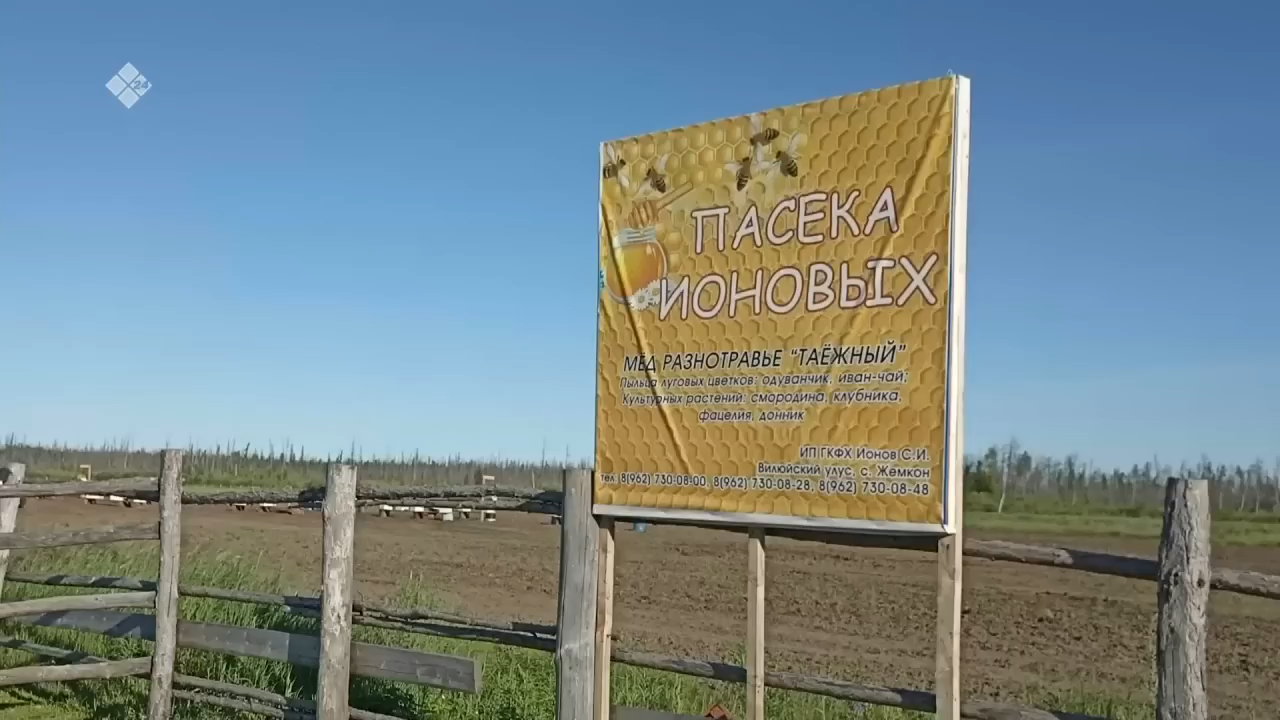 24
ПАСЕКА
ИОНОВЫХ
МЁД РАЗНОТРАВЬЕ "ТАЁЖНЫЙ"
Пыльца луговых цветков: одуванчик, иван-чай;
Культурных растений: смородина, клубника,
фацелия, донник
ИП ГКФХ Ионов С.И.
Вилюйский улус, с. Жемкон
тел. 8(962) 730-08-00, 8(962) 730-08-28, 8(962) 730-08-48